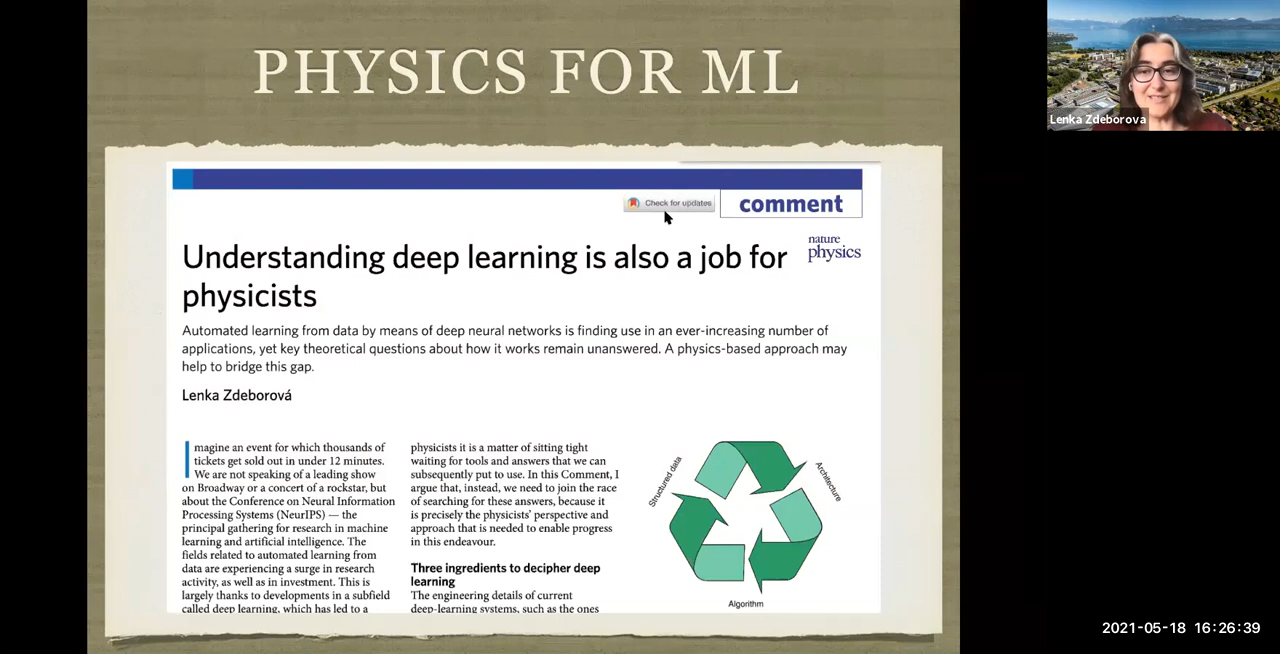 PHYSICS FOR ML
Lenka Zdeborova
Check for updates
comment
nature
physics
Understanding deep learning is also a job for
physicists
Automated learning from data by means of deep neural networks is finding use in an ever-increasing number of
applications, yet key theoretical questions about how it works remain unanswered. A physics-based approach may
help to bridge this gap.
Lenka Zdeborová
Imagine an event for which thousands of
tickets get sold out in under 12 minutes.
We are not speaking of a leading show
on Broadway or a concert of a rockstar, but
about the Conference on Neural Information
Processing Systems (NeurIPS) — the
principal gathering for research in machine
learning and artificial intelligence. The
fields related to automated learning from
data are experiencing a surge in research
activity, as well as in investment. This is
largely thanks to developments in a subfield
called deep learning, which has led to a
physicists it is a matter of sitting tight
waiting for tools and answers that we can
subsequently put to use. In this Comment, I
argue that, instead, we need to join the race
of searching for these answers, because it
is precisely the physicists' perspective and
approach that is needed to enable progress
in this endeavour.
Three ingredients to decipher deep
learning
The engineering details of current
deep-learning systems, such as the ones
Structured data
Architecture
Algorithm
2021-05-18 16:26:39